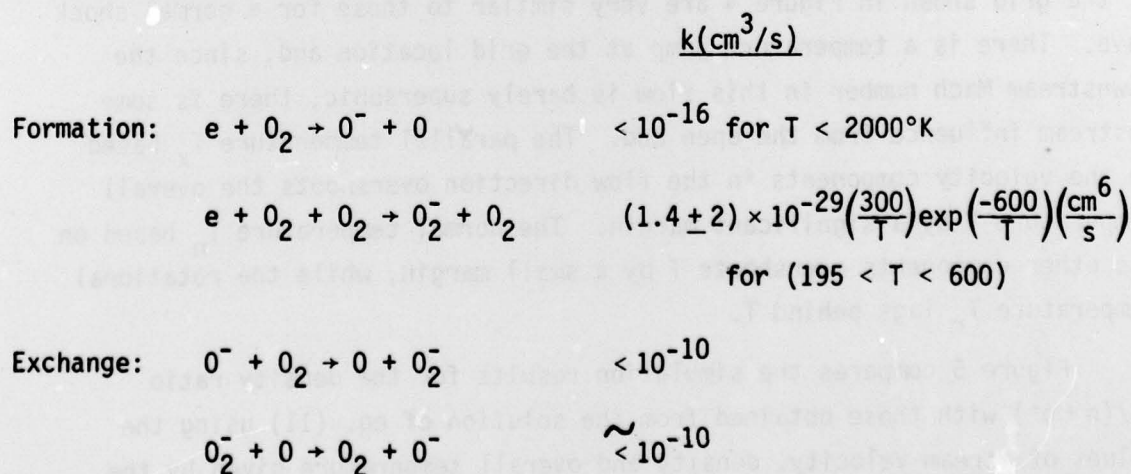 k(cm³/s)
Formation: e + O₂ → O⁻ + O <10⁻¹⁶ for T < 2000°K
e + O₂ + O₂ → O₂⁻ + O₂ (1.4 ± 2) × 10⁻²⁹(300/T)exp(-600/T)(cm⁶/s)
for (195 < T < 600)
Exchange: O⁻ + O₂ → O + O₂⁻ <10⁻¹⁰
O₂⁻ + O → O₂ + O⁻ ~<10⁻¹⁰